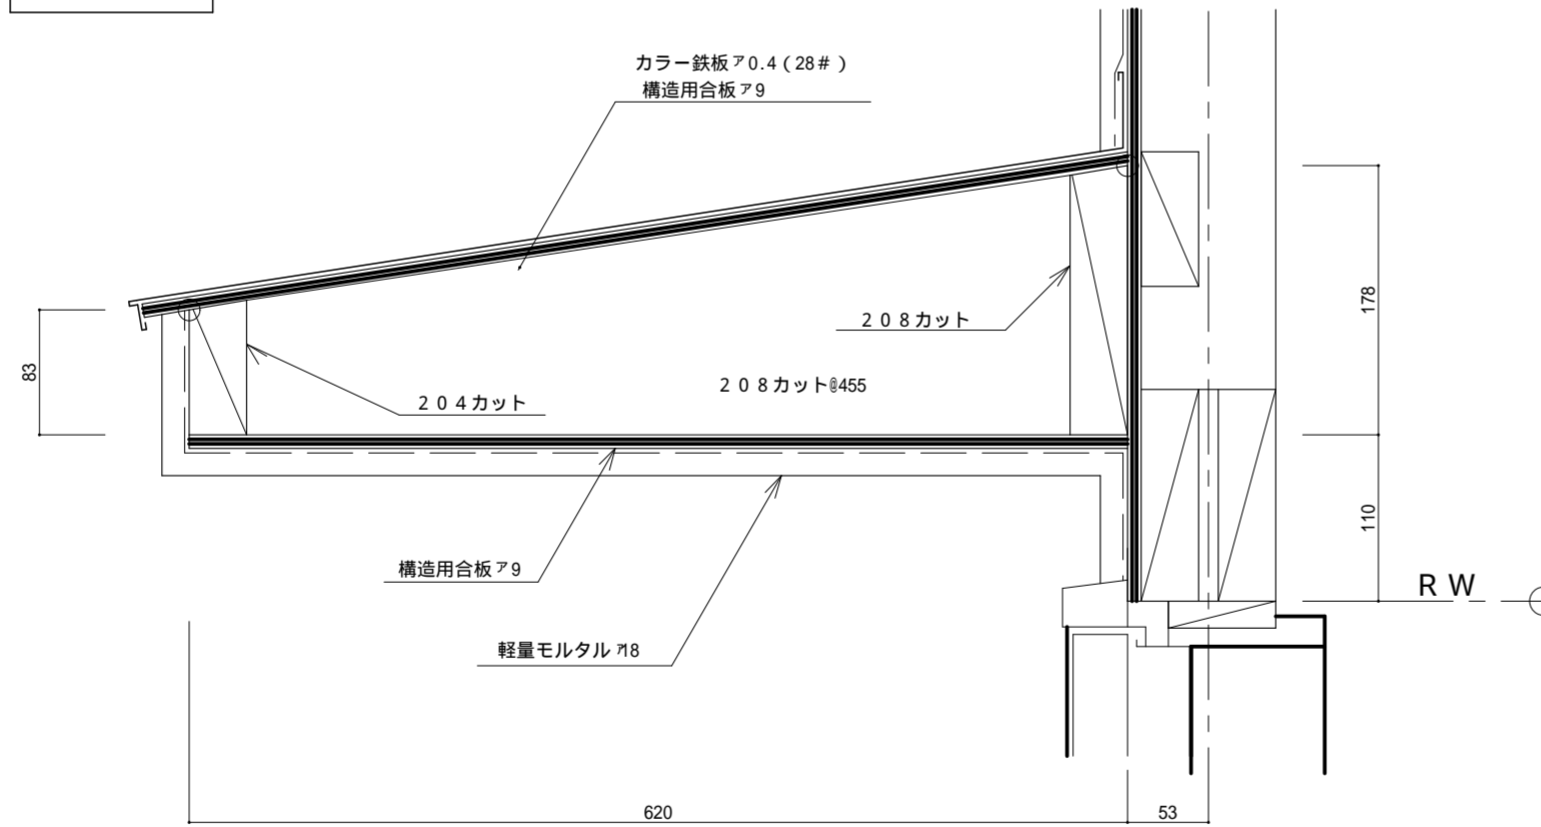 カラー鉄板ア0.4(28#)
構造用合板ア9
208カット
178
83
204カット
208カット@455
110
構造用合板ア9
RW
軽量モルタルア18
620
53